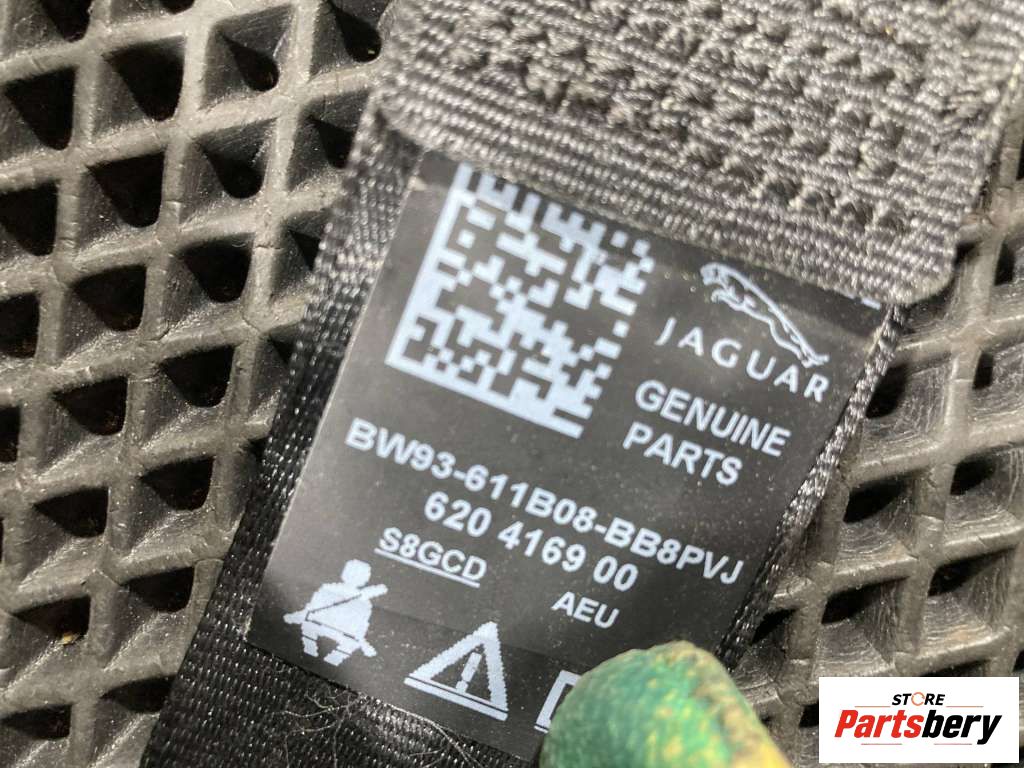 JAGUAR
GENUINE
PARTS
BW93-611B08-BB8PVJ
620 4169 00
S8GCD
AEU
STORE
Partsbery